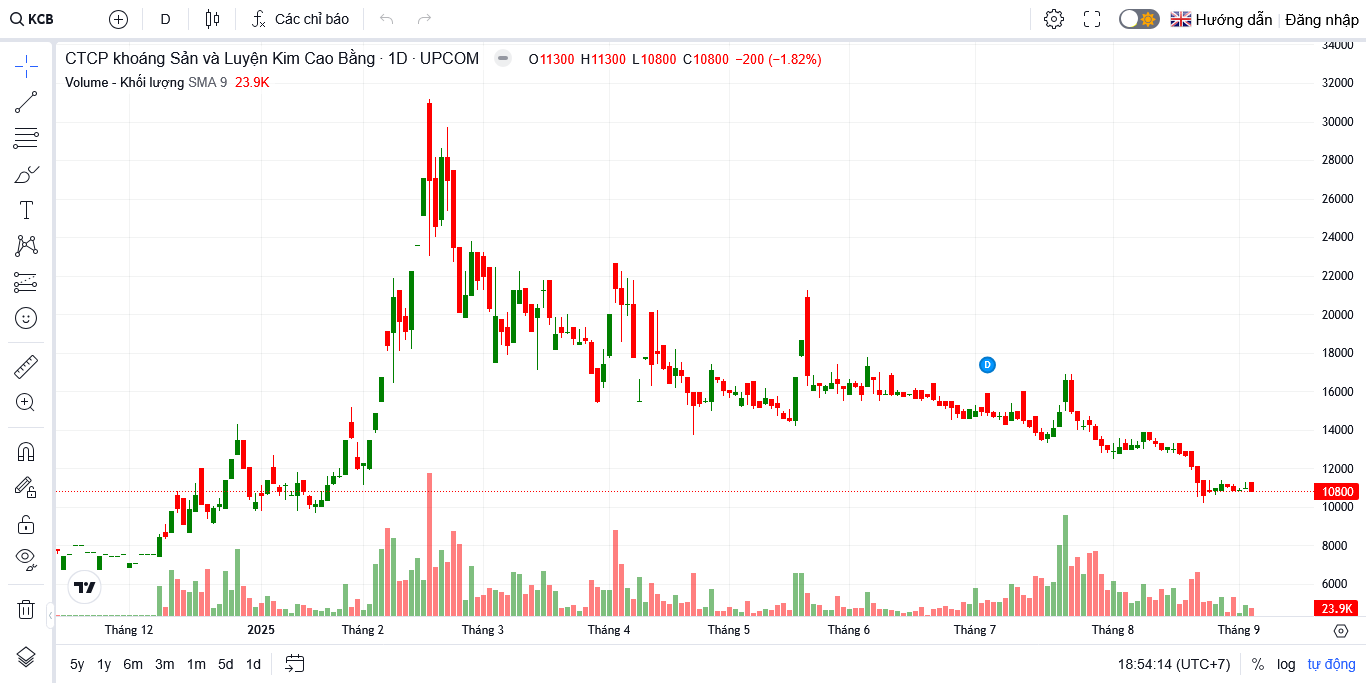 KCB D Các chỉ báo Hướng dẫn Đăng nhập
CTCP khoáng Sản và Luyện Kim Cao Bằng · 1D · UPCOM O11300 H11300 L10800 C10800 −200 (−1.82%)
Volume - Khối lượng SMA 9 23.9K
34000
32000
30000
28000
26000
24000
22000
20000
18000
16000
14000
12000
10800
10000
8000
6000
23.9K
D
Tháng 12 2025 Tháng 2 Tháng 3 Tháng 4 Tháng 5 Tháng 6 Tháng 7 Tháng 8 Tháng 9
5y 1y 6m 3m 1m 5d 1d 18:54:14 (UTC+7) % log tự động